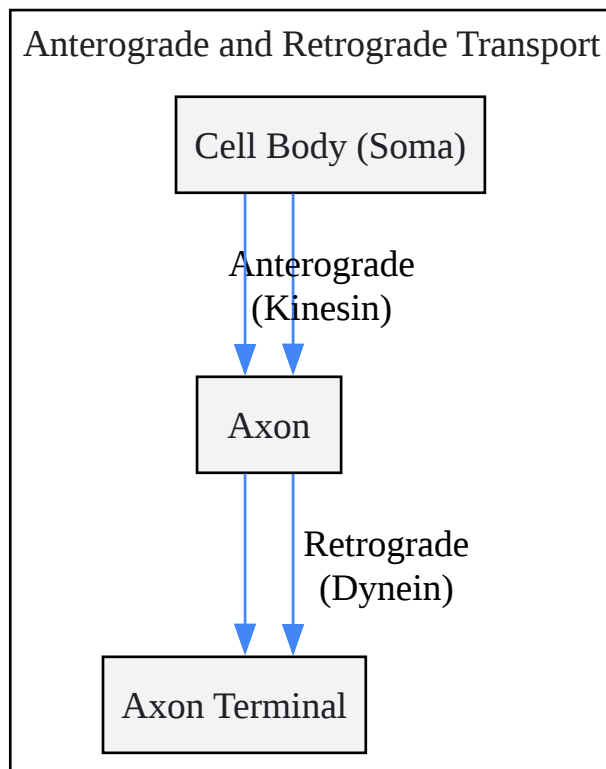 Anterograde and Retrograde Transport
Cell Body (Soma)
Anterograde
(Kinesin)
Axon
Retrograde
(Dynein)
Axon Terminal